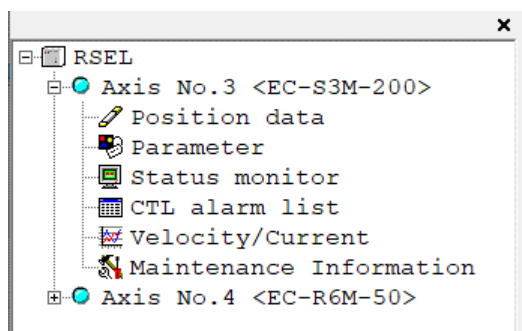 RSEL
Axis No.3 <EC-S3M-200>
Position data
Parameter
Status monitor
CTL alarm list
Velocity/Current
Maintenance Information
Axis No.4 <EC-R6M-50>